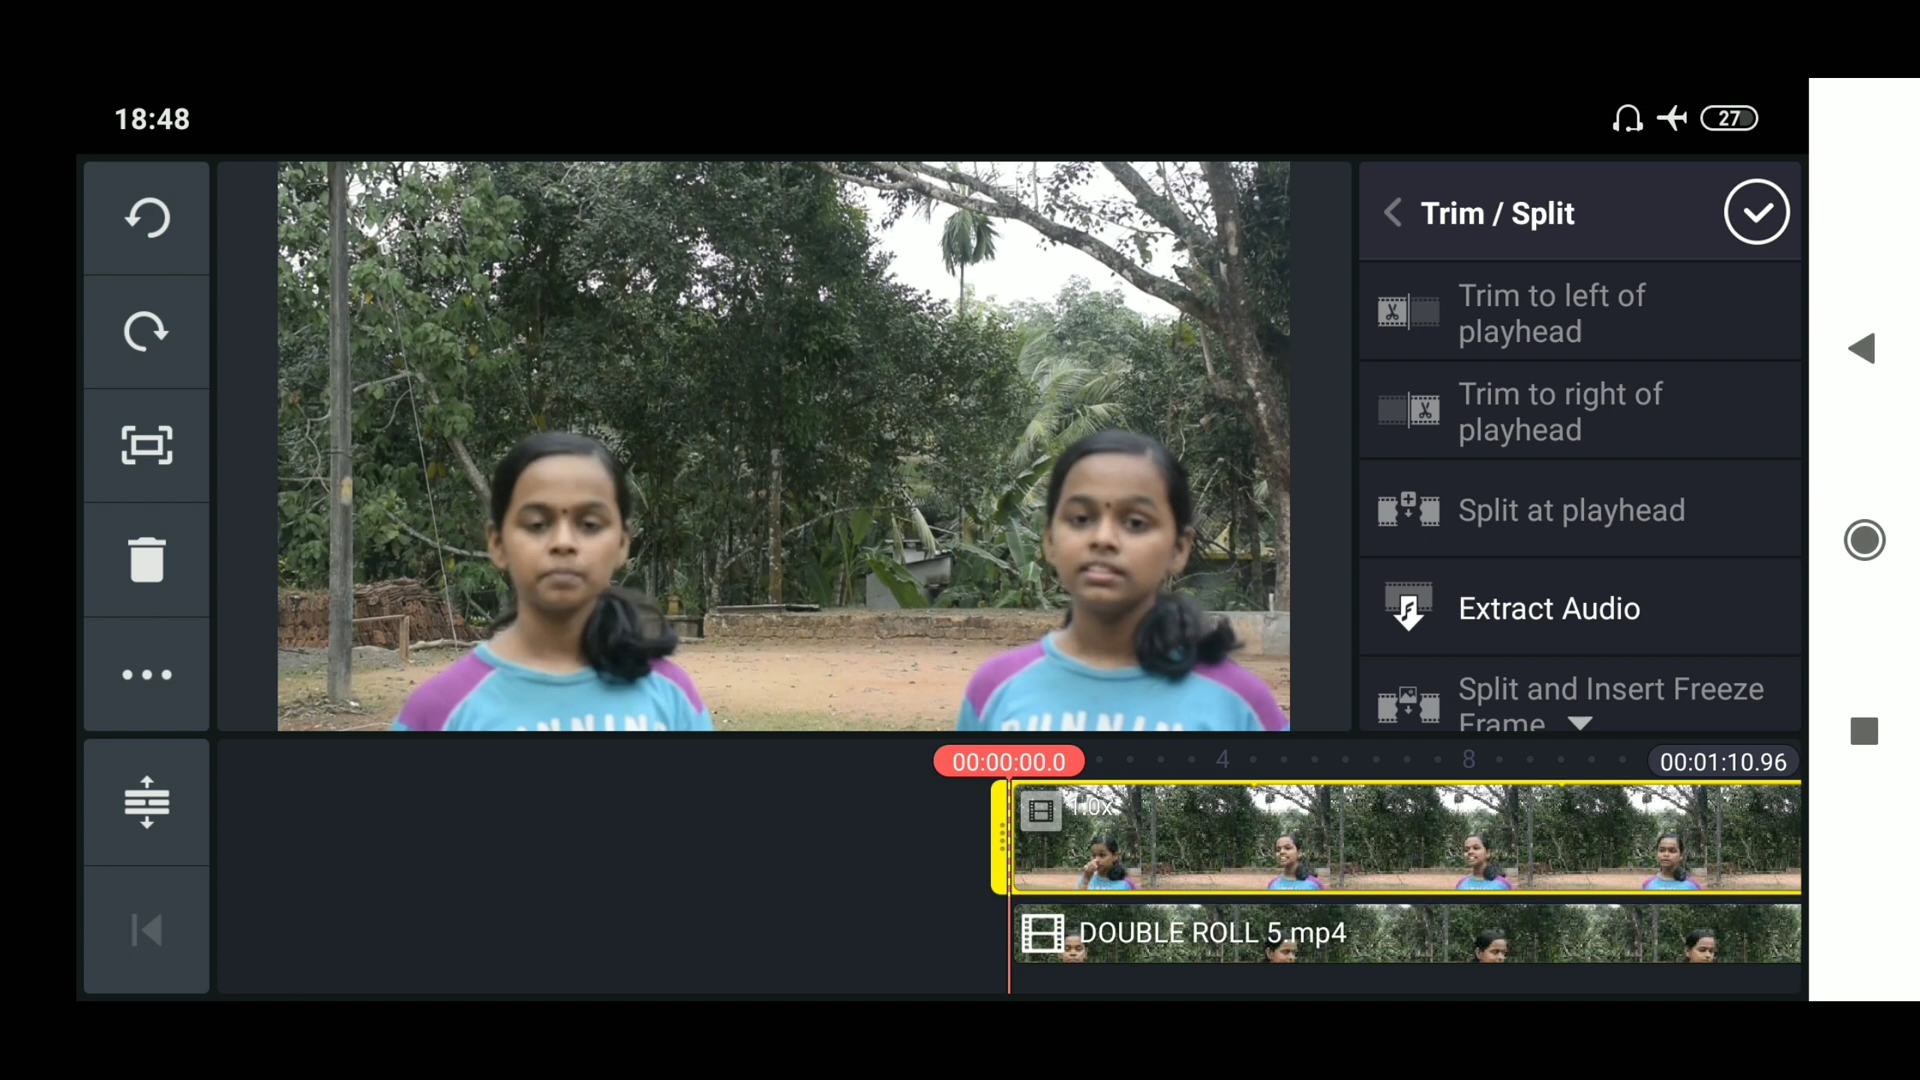 18:48
27
Trim / Split
Trim to left of
playhead
Trim to right of
playhead
Split at playhead
Extract Audio
Split and Insert Freeze
Frame
00:00:00.0
4
8
00:01:10.96
1.0x
DOUBLE ROLL 5.mp4